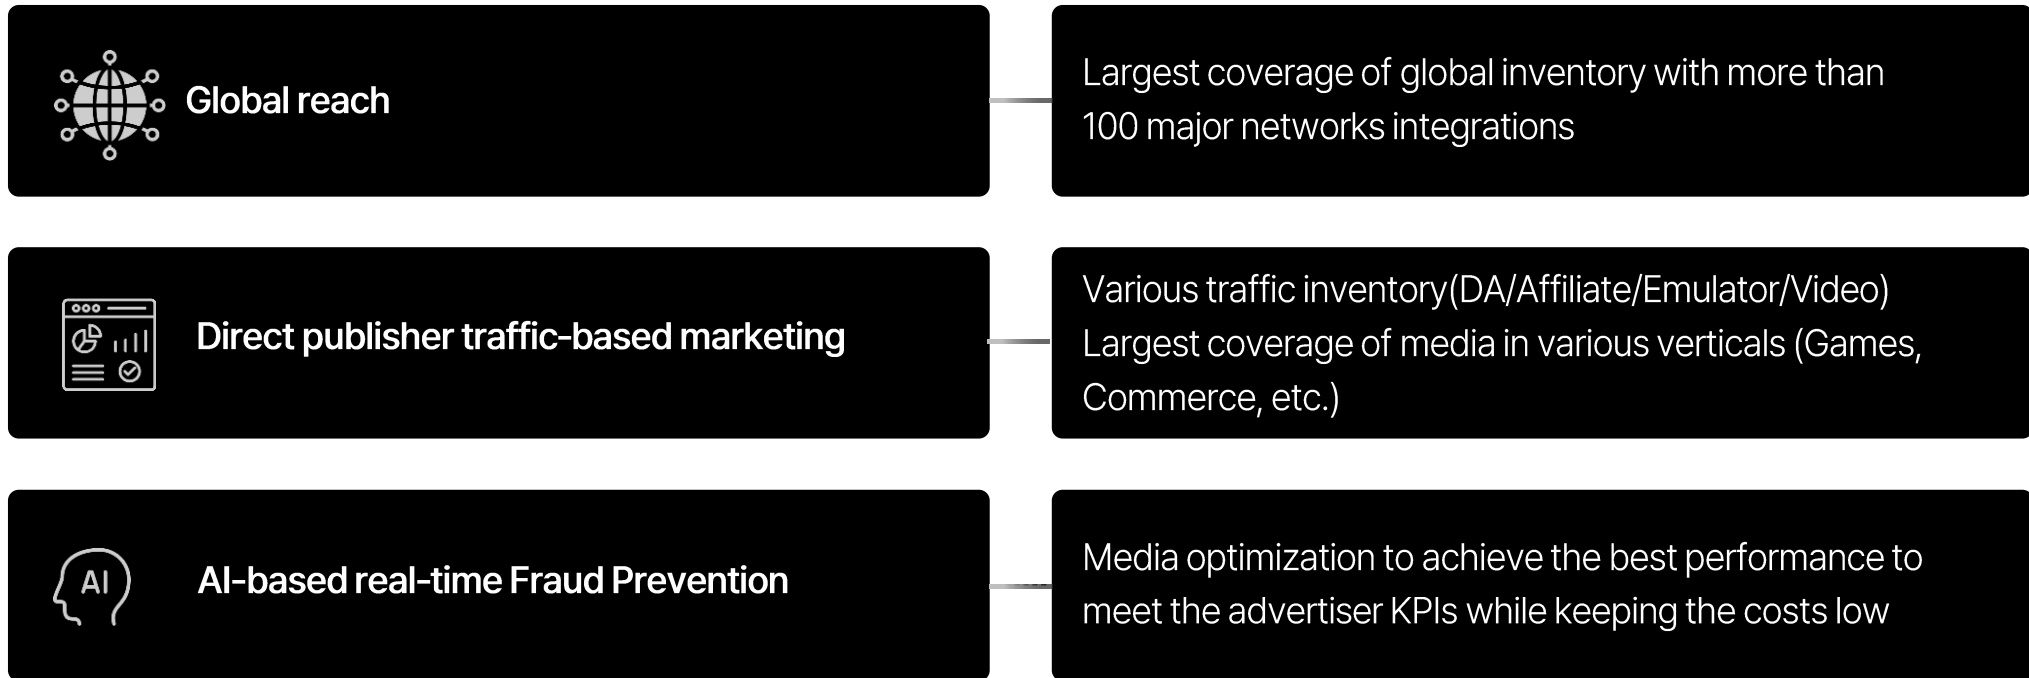 Global reach
Largest coverage of global inventory with more than
100 major networks integrations
Direct publisher traffic-based marketing
Various traffic inventory(DA/Affiliate/Emulator/Video)
Largest coverage of media in various verticals (Games,
Commerce, etc.)
AI
AI-based real-time Fraud Prevention
Media optimization to achieve the best performance to
meet the advertiser KPIs while keeping the costs low